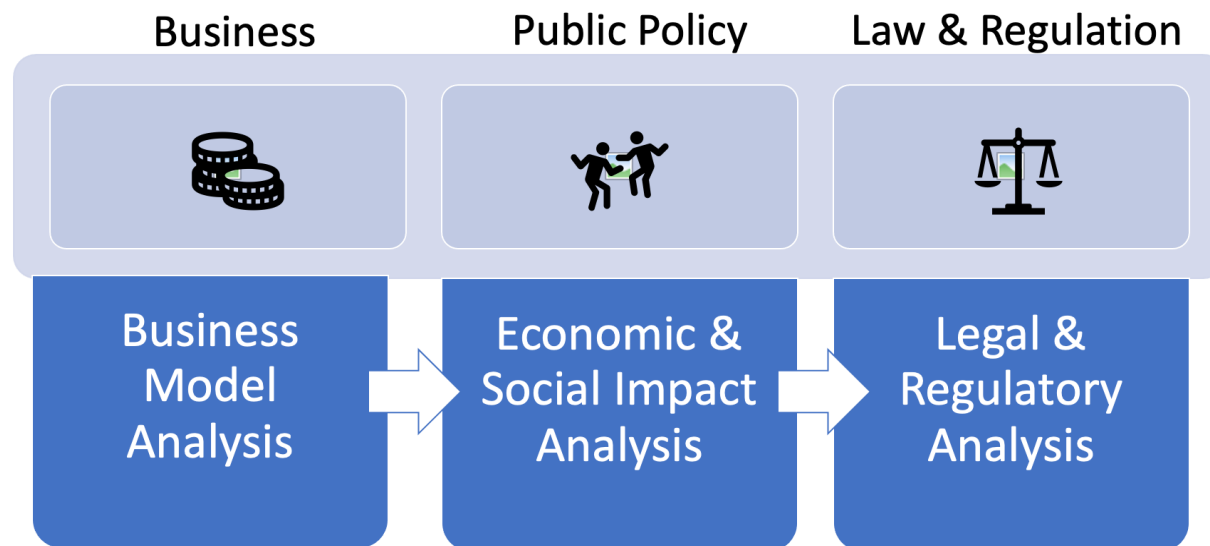 Business
Public Policy
Law & Regulation
Business
Model
Analysis
Economic &
Social Impact
Analysis
Legal &
Regulatory
Analysis